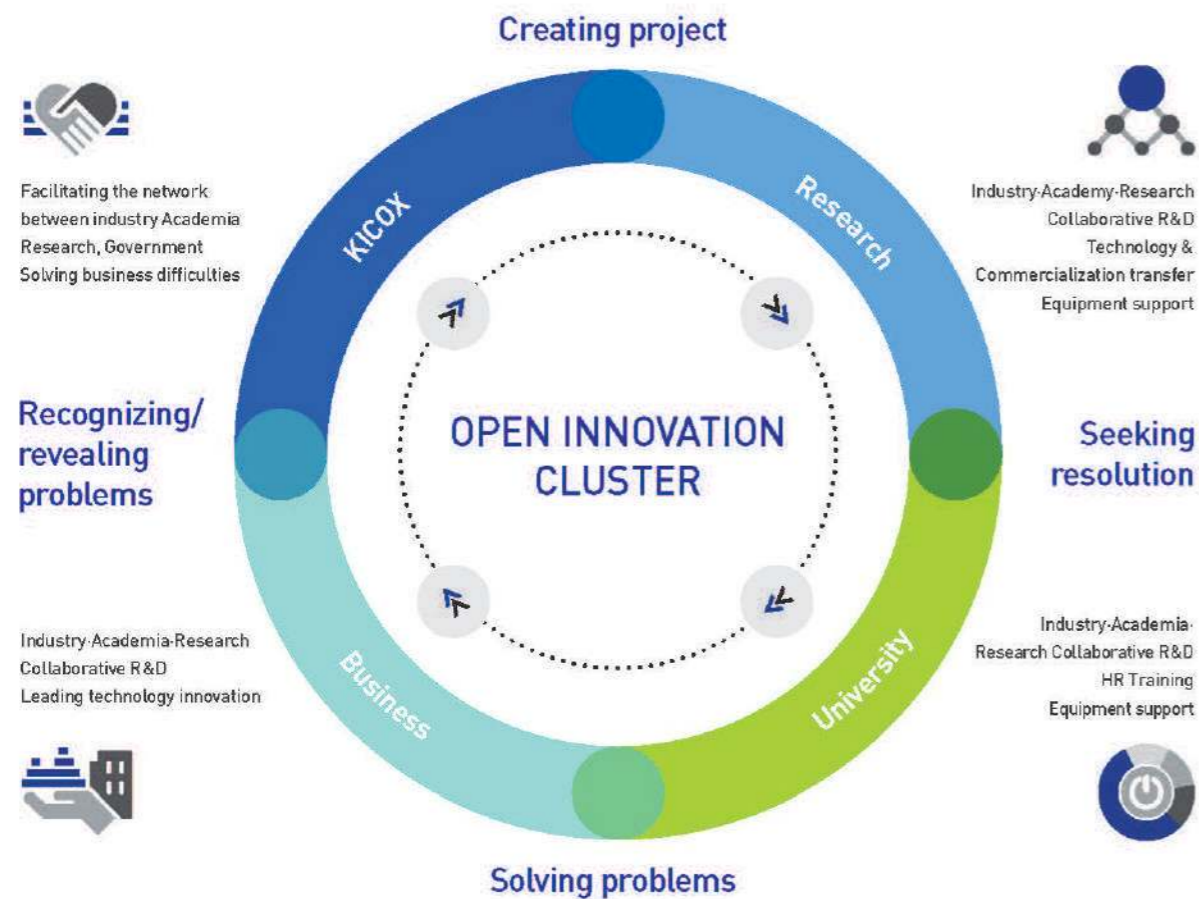 Creating project
Facilitating the network
between industry Academia
Research, Government
Solving business difficulties
KICOX
Research
Industry·Academy·Research
Collaborative R&D
Technology &
Commercialization transfer
Equipment support
Recognizing/
revealing
problems
OPEN INNOVATION
CLUSTER
Seeking
resolution
Industry·Academia·Research
Collaborative R&D
Leading technology innovation
Business
University
Industry·Academia·
Research Collaborative R&D
HR Training
Equipment support
Solving problems